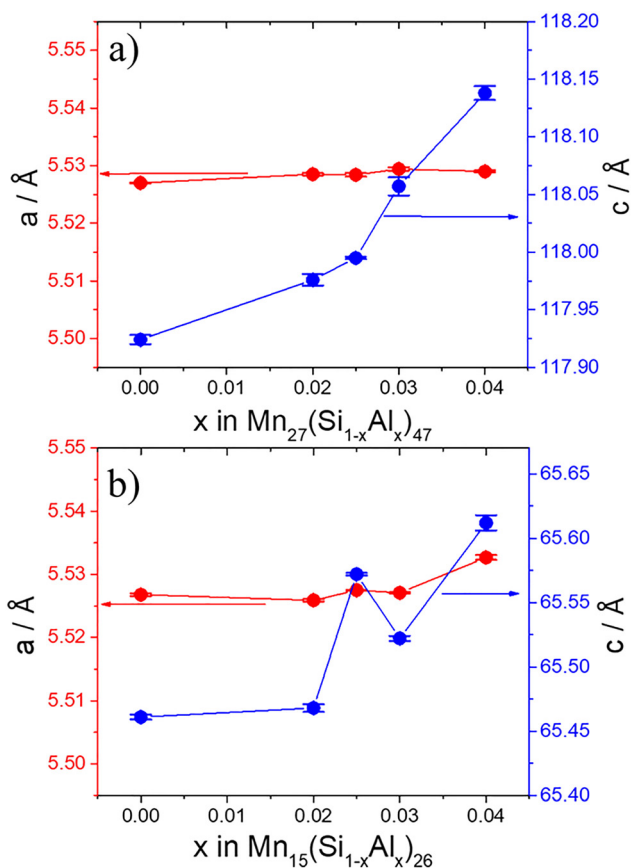 a)
5.55
5.54
5.53
5.52
5.51
5.50
a / Å
118.20
118.15
118.10
118.05
118.00
117.95
117.90
c / Å
0.00 0.01 0.02 0.03 0.04
x in Mn₂₇(Si₁₋ₓAlₓ)₄₇
b)
5.55
5.54
5.53
5.52
5.51
5.50
a / Å
65.65
65.60
65.55
65.50
65.45
65.40
c / Å
0.00 0.01 0.02 0.03 0.04
x in Mn₁₅(Si₁₋ₓAlₓ)₂₆